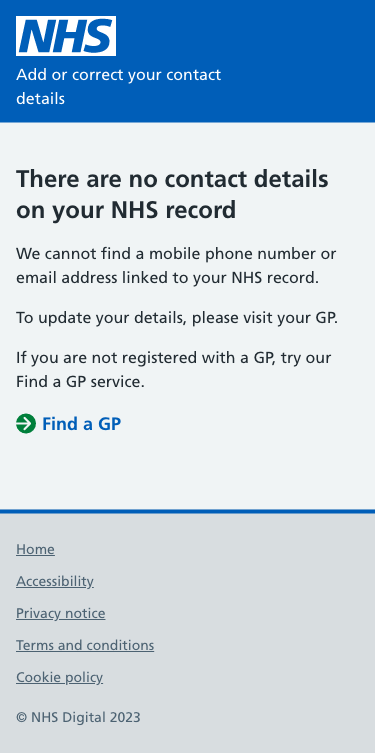 NHS
Add or correct your contact
details
There are no contact details
on your NHS record
We cannot find a mobile phone number or
email address linked to your NHS record.
To update your details, please visit your GP.
If you are not registered with a GP, try our
Find a GP service.
Find a GP
Home
Accessibility
Privacy notice
Terms and conditions
Cookie policy
© NHS Digital 2023